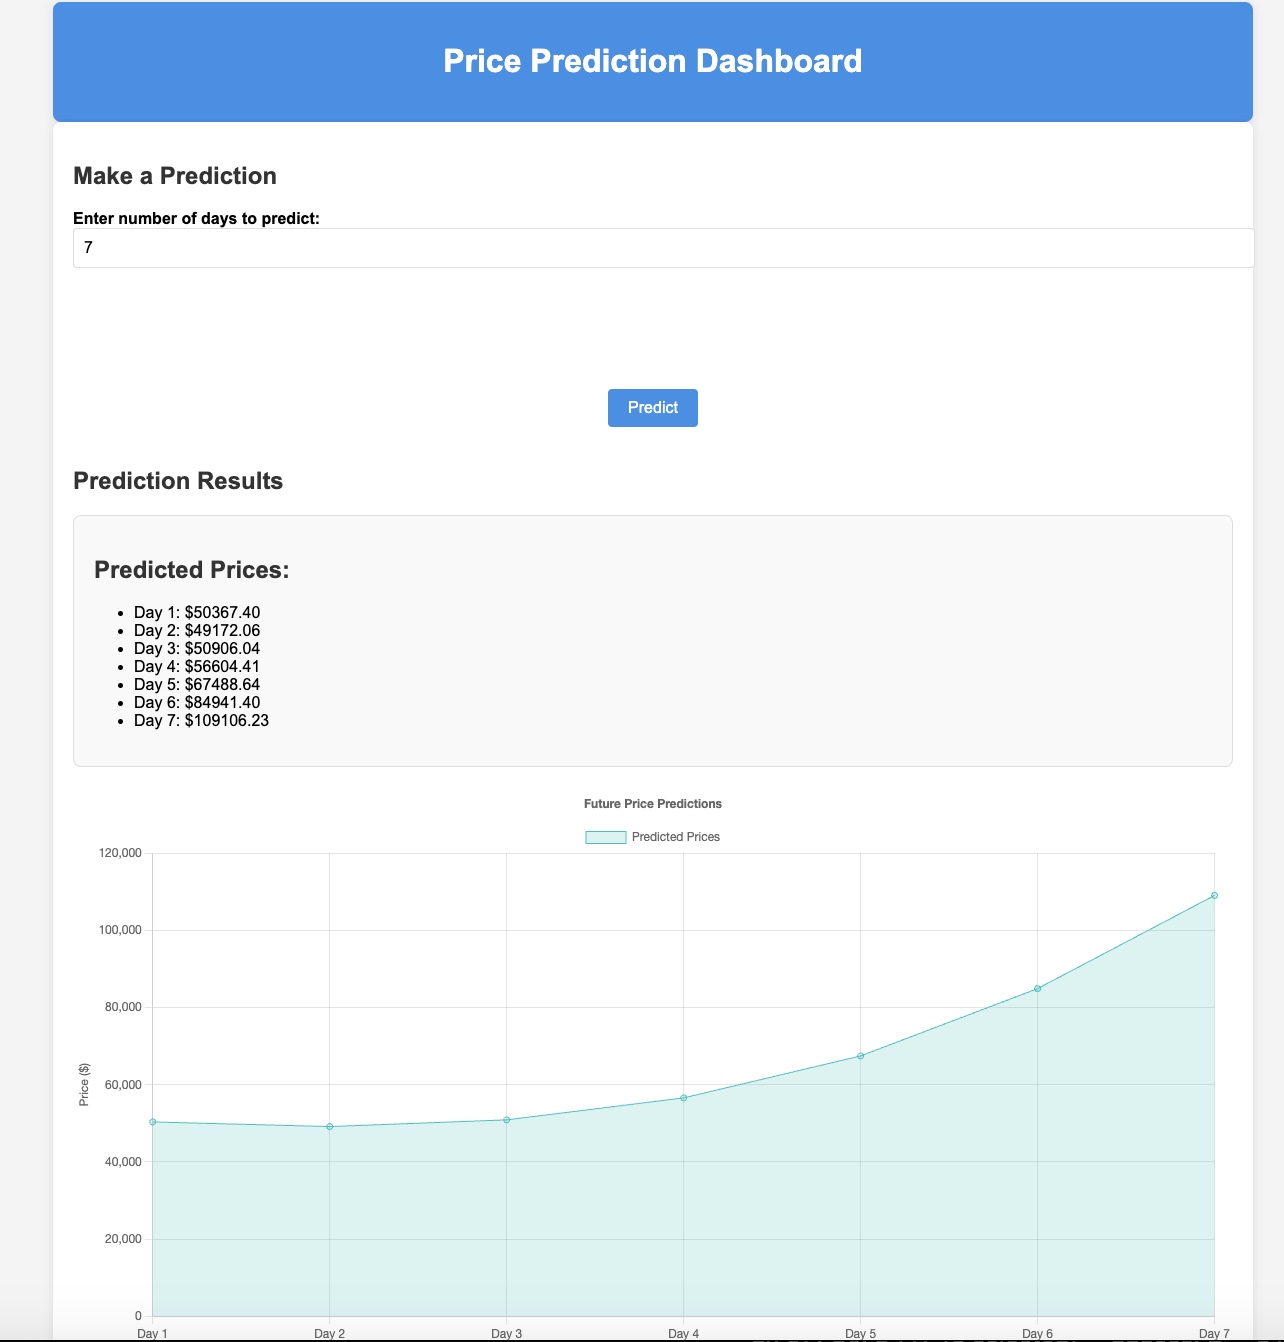 Price Prediction Dashboard
Make a Prediction
Enter number of days to predict:
7
Predict
Prediction Results
Predicted Prices:
• Day 1: $50367.40
• Day 2: $49172.06
• Day 3: $50906.04
• Day 4: $56604.41
• Day 5: $67488.64
• Day 6: $84941.40
• Day 7: $109106.23
Future Price Predictions
Predicted Prices
120,000
100,000
80,000
Price ($)
60,000
40,000
20,000
0
Day 1 Day 2 Day 3 Day 4 Day 5 Day 6 Day 7